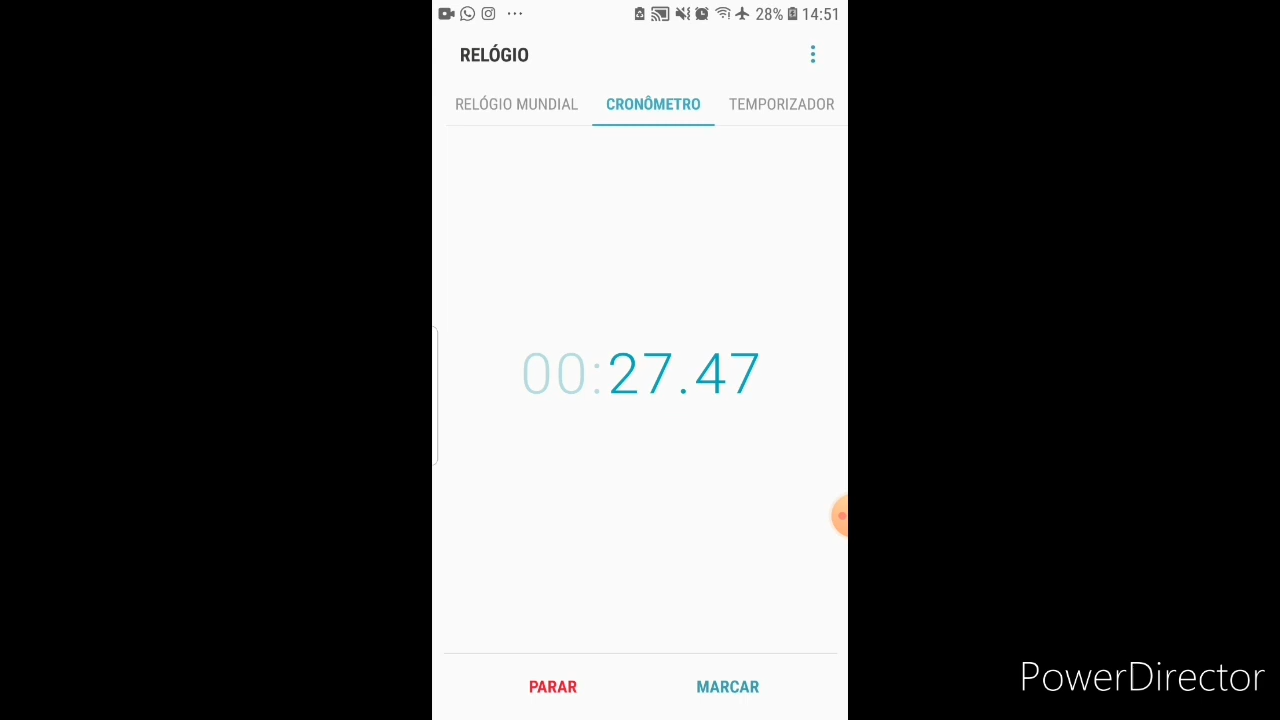 28% 14:51
RELÓGIO
RELÓGIO MUNDIAL CRONÔMETRO TEMPORIZADOR
00:27.47
PARAR MARCAR
PowerDirector